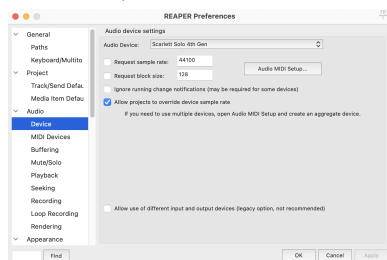 REAPER Preferences
General
Paths
Keyboard/Multito
Project
Track/Send Defau
Media Item Defau
Audio
Device
MIDI Devices
Buffering
Mute/Solo
Playback
Seeking
Recording
Loop Recording
Rendering
Appearance
Find
Audio device settings
Audio Device: Scarlett Solo 4th Gen
Request sample rate: 44100
Request block size: 128
Audio MIDI Setup...
Ignore running change notifications (may be required for some devices)
Allow projects to override device sample rate
If you need to use multiple devices, open Audio MIDI Setup and create an aggregate device.
Allow use of different input and output devices (legacy option, not recommended)
OK Cancel Apply